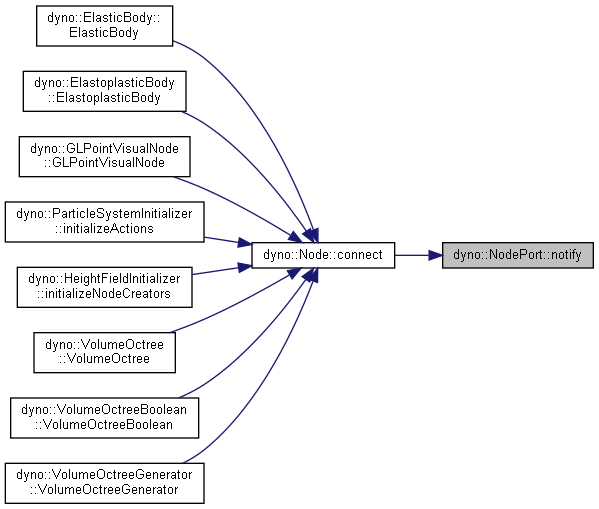 dyno::ElasticBody::
ElasticBody
dyno::ElastoplasticBody
::ElastoplasticBody
dyno::GLPointVisualNode
::GLPointVisualNode
dyno::ParticleSystemInitializer
::initializeActions
dyno::Node::connect
dyno::NodePort::notify
dyno::HeightFieldInitializer
::initializeNodeCreators
dyno::VolumeOctree::
VolumeOctree
dyno::VolumeOctreeBoolean
::VolumeOctreeBoolean
dyno::VolumeOctreeGenerator
::VolumeOctreeGenerator